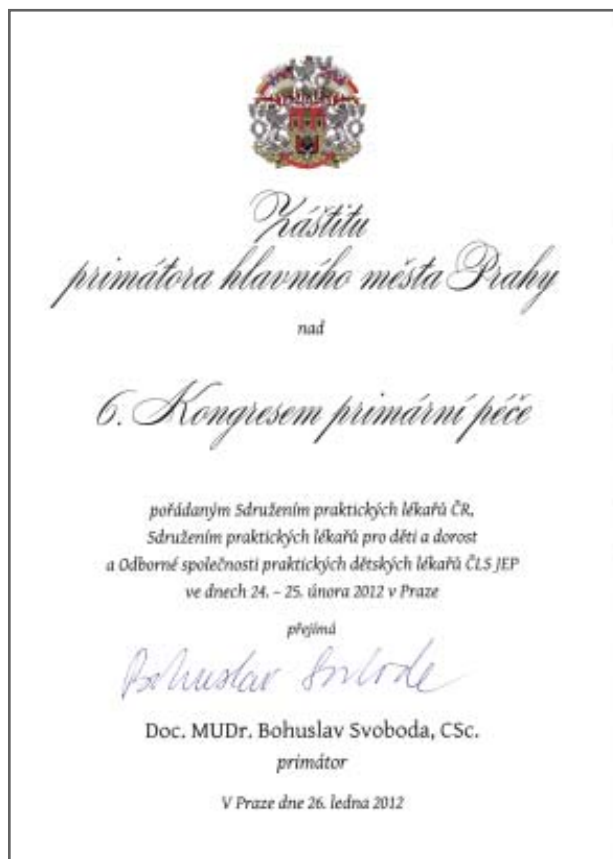 Záštitu
primátora hlavního města Prahy
nad
6. Kongresem primární péče
pořádaným Sdružením praktických lékařů ČR,
Sdružením praktických lékařů pro děti a dorost
a Odborné společnosti praktických dětských lékařů ČLS JEP
ve dnech 24. – 25. února 2012 v Praze
přejímá
Bohuslav Svoboda
Doc. MUDr. Bohuslav Svoboda, CSc.
primátor
V Praze dne 26. ledna 2012